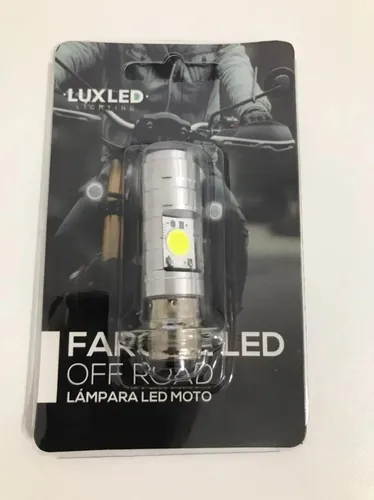 LUXLED
LIGHTING
LED
OFF ROAD
LÁMPARA LED MOTO